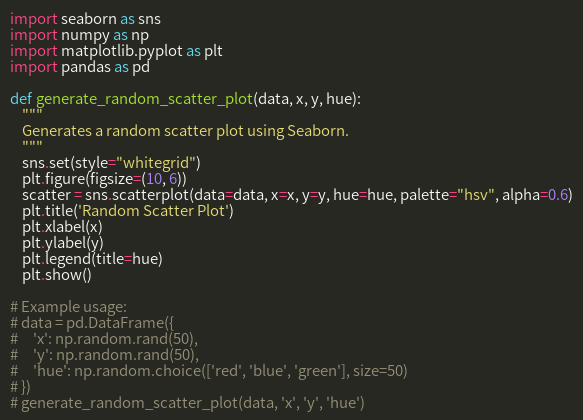 import seaborn as sns
import numpy as np
import matplotlib.pyplot as plt
import pandas as pd

def generate_random_scatter_plot(data, x, y, hue):
    """
    Generates a random scatter plot using Seaborn.
    """
    sns.set(style="whitegrid")
    plt.figure(figsize=(10, 6))
    scatter = sns.scatterplot(data=data, x=x, y=y, hue=hue, palette="hsv", alpha=0.6)
    plt.title('Random Scatter Plot')
    plt.xlabel(x)
    plt.ylabel(y)
    plt.legend(title=hue)
    plt.show()

# Example usage:
# data = pd.DataFrame({
#     'x': np.random.rand(50),
#     'y': np.random.rand(50),
#     'hue': np.random.choice(['red', 'blue', 'green'], size=50)
# })
# generate_random_scatter_plot(data, 'x', 'y', 'hue')